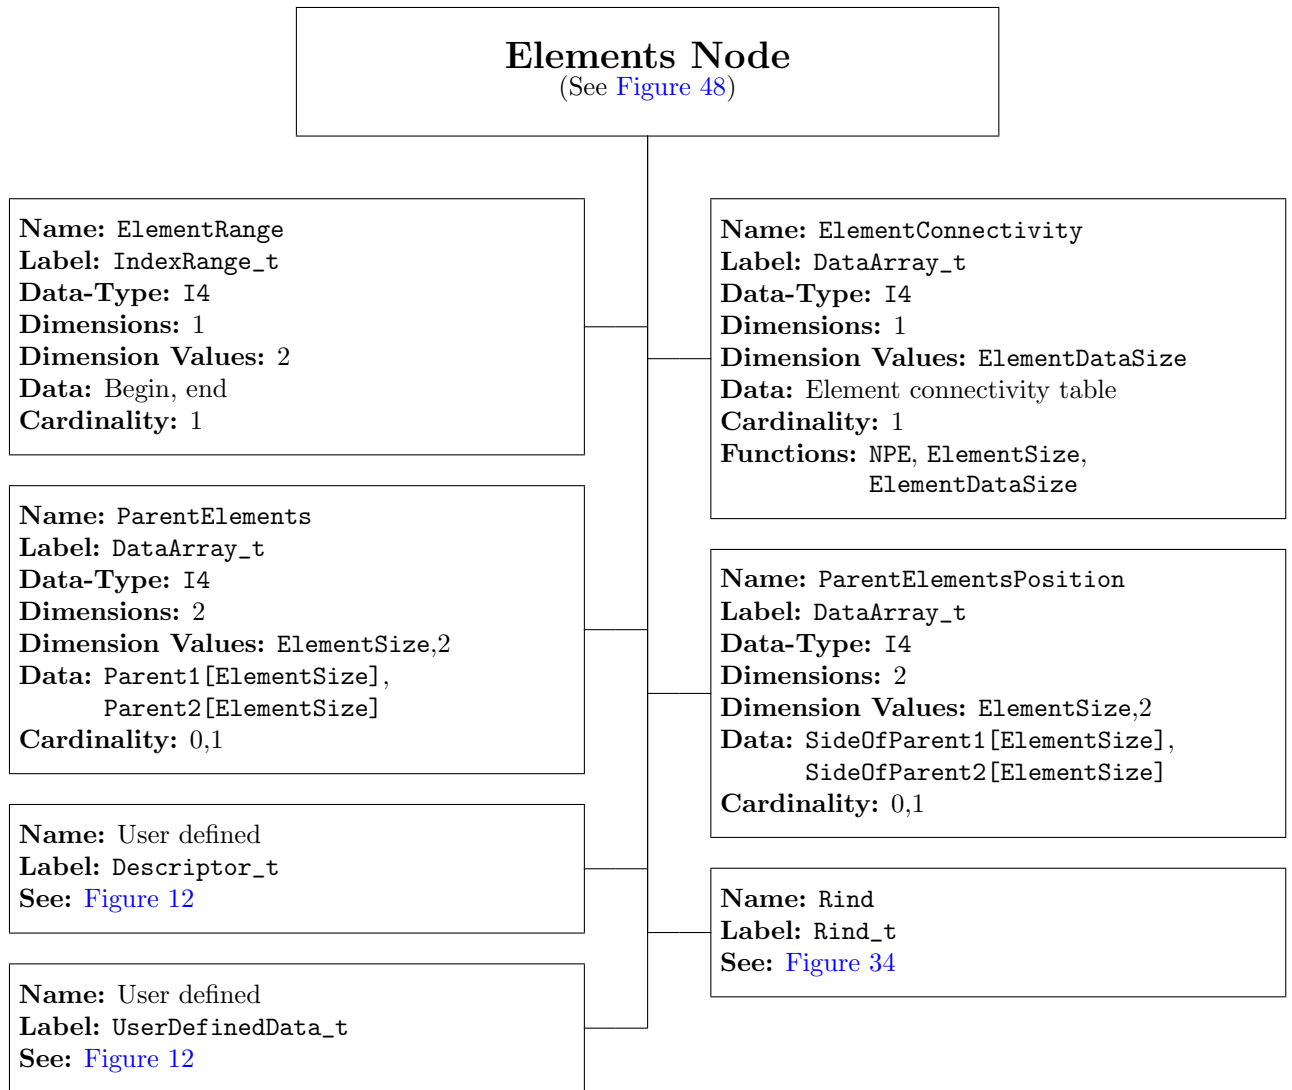 Elements Node
(See Figure 48)
Name: ElementRange
Label: IndexRange_t
Data-Type: I4
Dimensions: 1
Dimension Values: 2
Data: Begin, end
Cardinality: 1
Name: ElementConnectivity
Label: DataArray_t
Data-Type: I4
Dimensions: 1
Dimension Values: ElementDataSize
Data: Element connectivity table
Cardinality: 1
Functions: NPE, ElementSize,
ElementDataSize
Name: ParentElements
Label: DataArray_t
Data-Type: I4
Dimensions: 2
Dimension Values: ElementSize,2
Data: Parent1[ElementSize],
Parent2[ElementSize]
Cardinality: 0,1
Name: ParentElementsPosition
Label: DataArray_t
Data-Type: I4
Dimensions: 2
Dimension Values: ElementSize,2
Data: SideOfParent1[ElementSize],
SideOfParent2[ElementSize]
Cardinality: 0,1
Name: User defined
Label: Descriptor_t
See: Figure 12
Name: Rind
Label: Rind_t
See: Figure 34
Name: User defined
Label: UserDefinedData_t
See: Figure 12